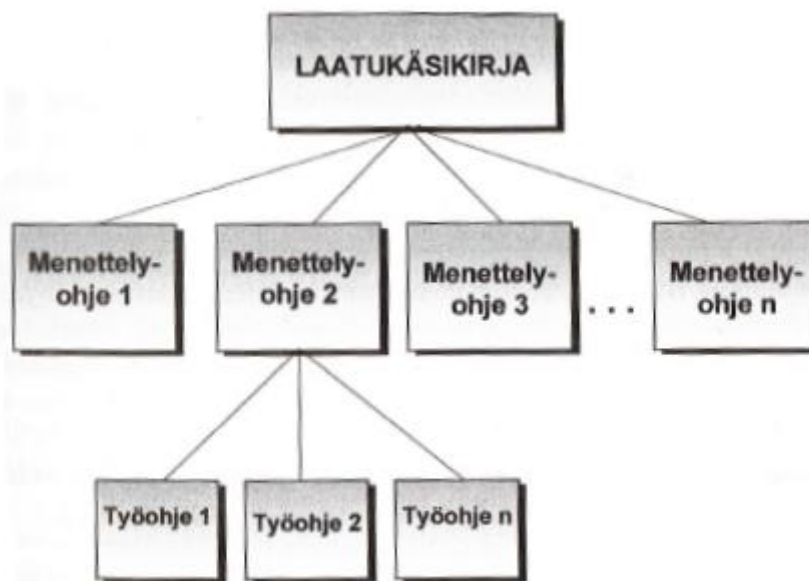 LAATUKÄSIKIRJA
Menettely-
ohje 1
Menettely-
ohje 2
Menettely-
ohje 3
. . .
Menettely-
ohje n
Työohje 1
Työohje 2
Työohje n